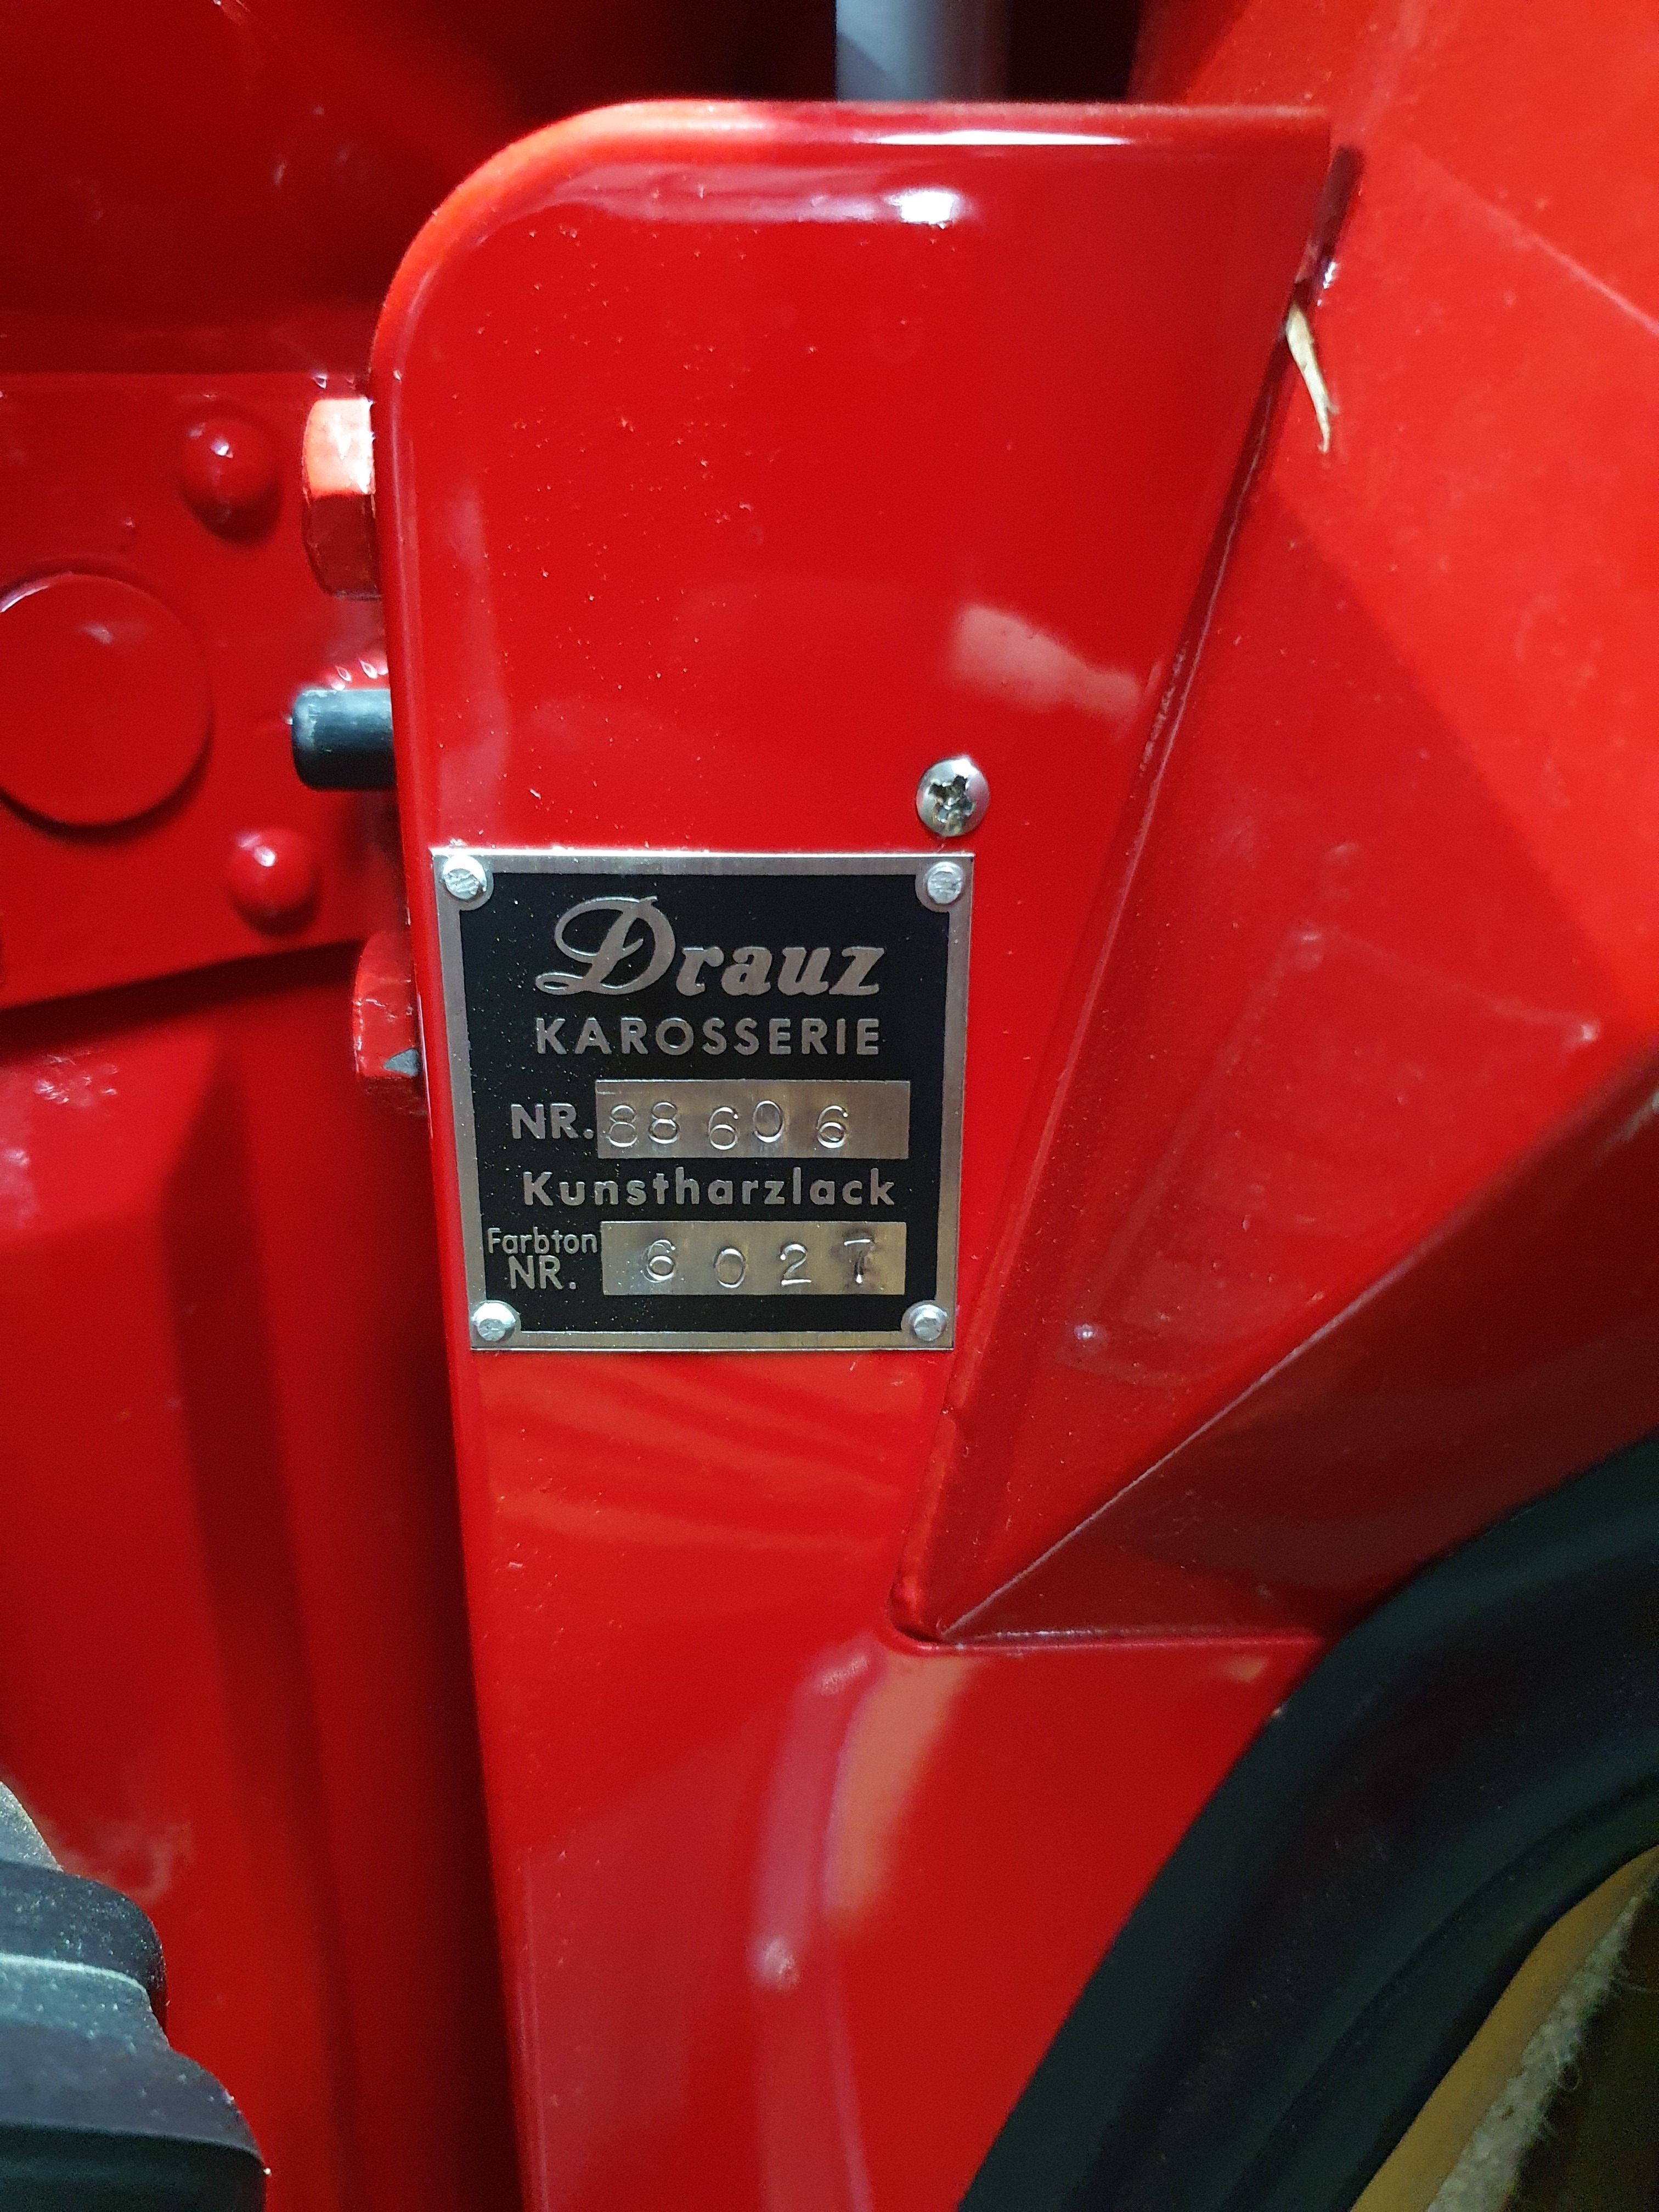 Drauz
KAROSSERIE
NR. 88606
Kunstharzlack
Farbton
NR. 6027